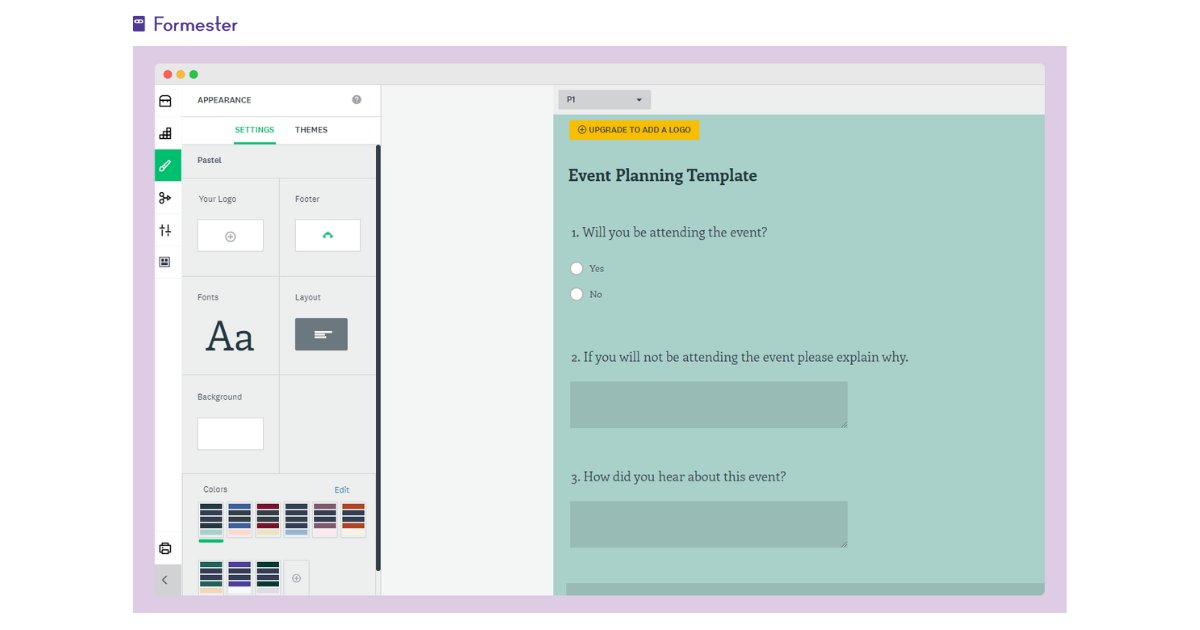 Formester
APPEARANCE
?
SETTINGS THEMES
Pastel
Your Logo
Footer
Fonts
Layout
Aa
Background
Colors
Edit
P1
UPGRADE TO ADD A LOGO
Event Planning Template
1. Will you be attending the event?
Yes
No
2. If you will not be attending the event please explain why.
3. How did you hear about this event?